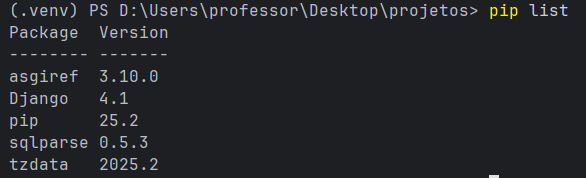 (.venv) PS D:\Users\professor\Desktop\projetos> pip list
Package  Version
-------- -------
asgiref  3.10.0
Django   4.1
pip      25.2
sqlparse 0.5.3
tzdata   2025.2